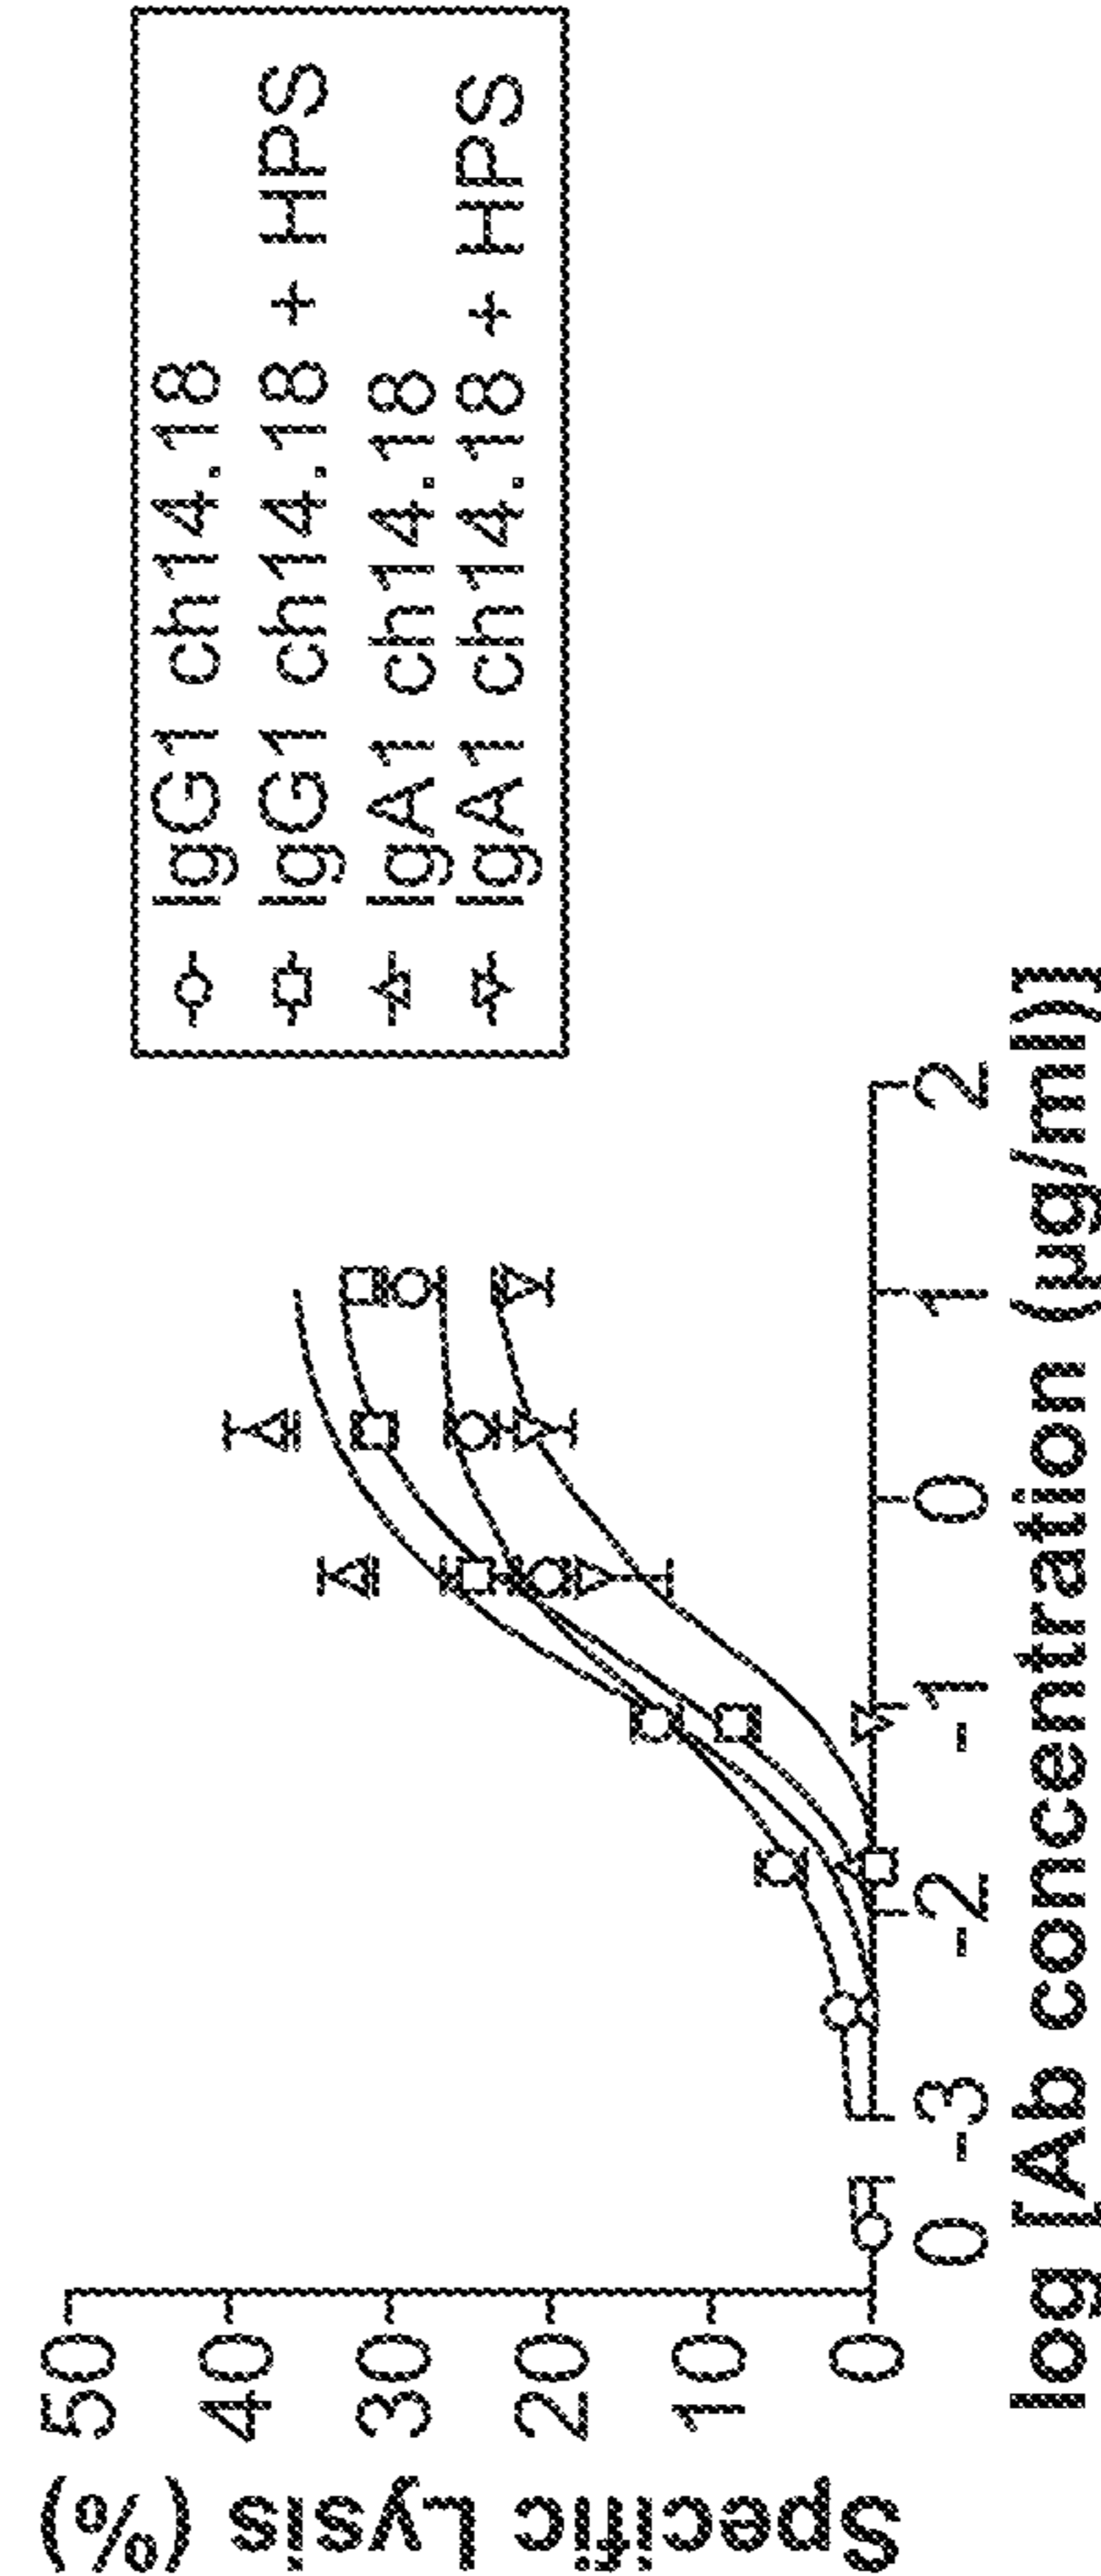 Specific Lysis (%)
50
40
30
20
10
0
0 -3 -2 -1 0 1 2
log [Ab concentration (µg/ml)]
IgG1 ch14.18
IgG1 ch14.18 + HPS
IgA1 ch14.18
IgA1 ch14.18 + HPS